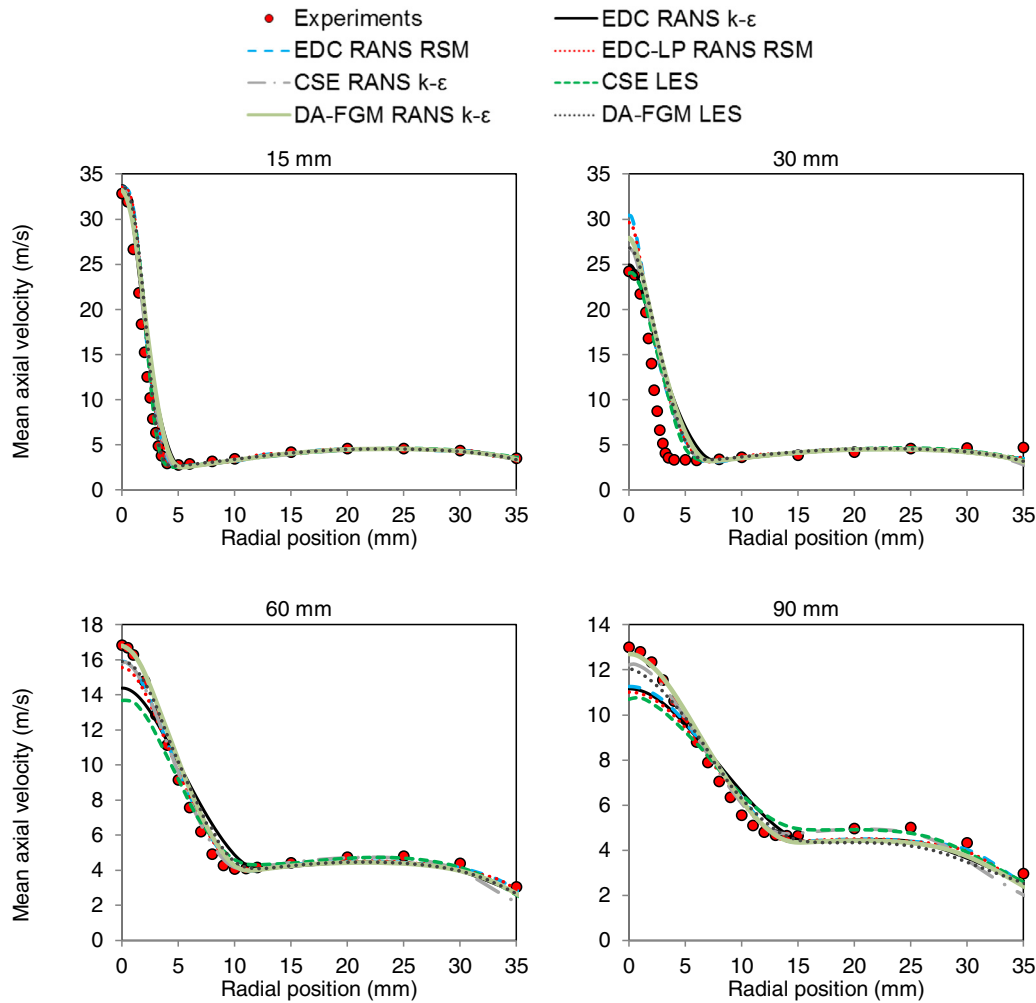 Experiments
EDC RANS k-ε
EDC RANS RSM
EDC-LP RANS RSM
CSE RANS k-ε
CSE LES
DA-FGM RANS k-ε
DA-FGM LES
15 mm
30 mm
Mean axial velocity (m/s)
35
30
25
20
15
10
5
0
0 5 10 15 20 25 30 35
Radial position (mm)
35
30
25
20
15
10
5
0
0 5 10 15 20 25 30 35
Radial position (mm)
60 mm
90 mm
Mean axial velocity (m/s)
18
16
14
12
10
8
6
4
2
0
0 5 10 15 20 25 30 35
Radial position (mm)
14
12
10
8
6
4
2
0
0 5 10 15 20 25 30 35
Radial position (mm)